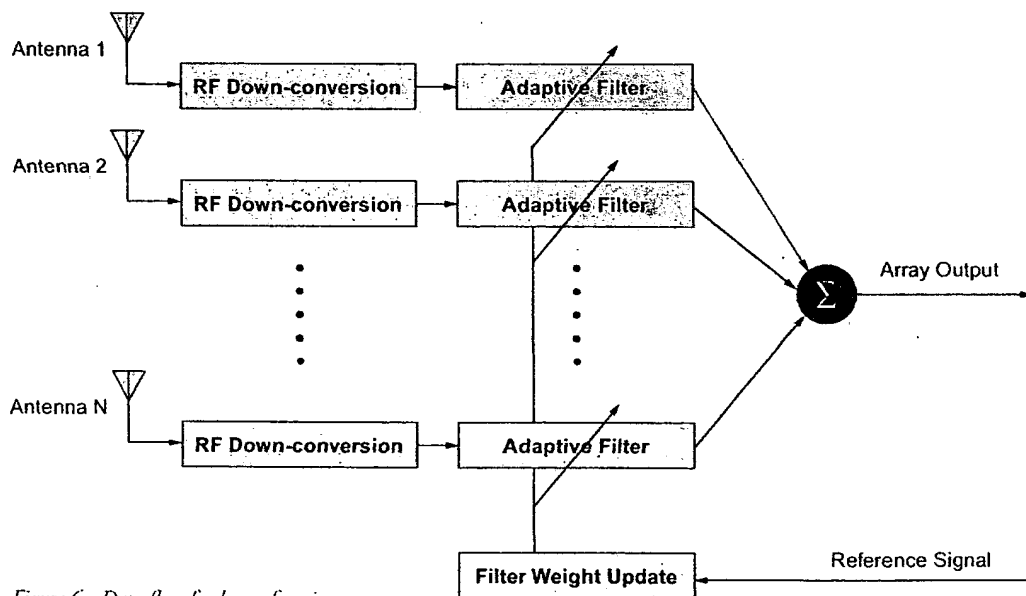 Antenna 1
RF Down-conversion
Adaptive Filter
Antenna 2
RF Down-conversion
Adaptive Filter
Σ
Array Output
Antenna N
RF Down-conversion
Adaptive Filter
Filter Weight Update
Reference Signal